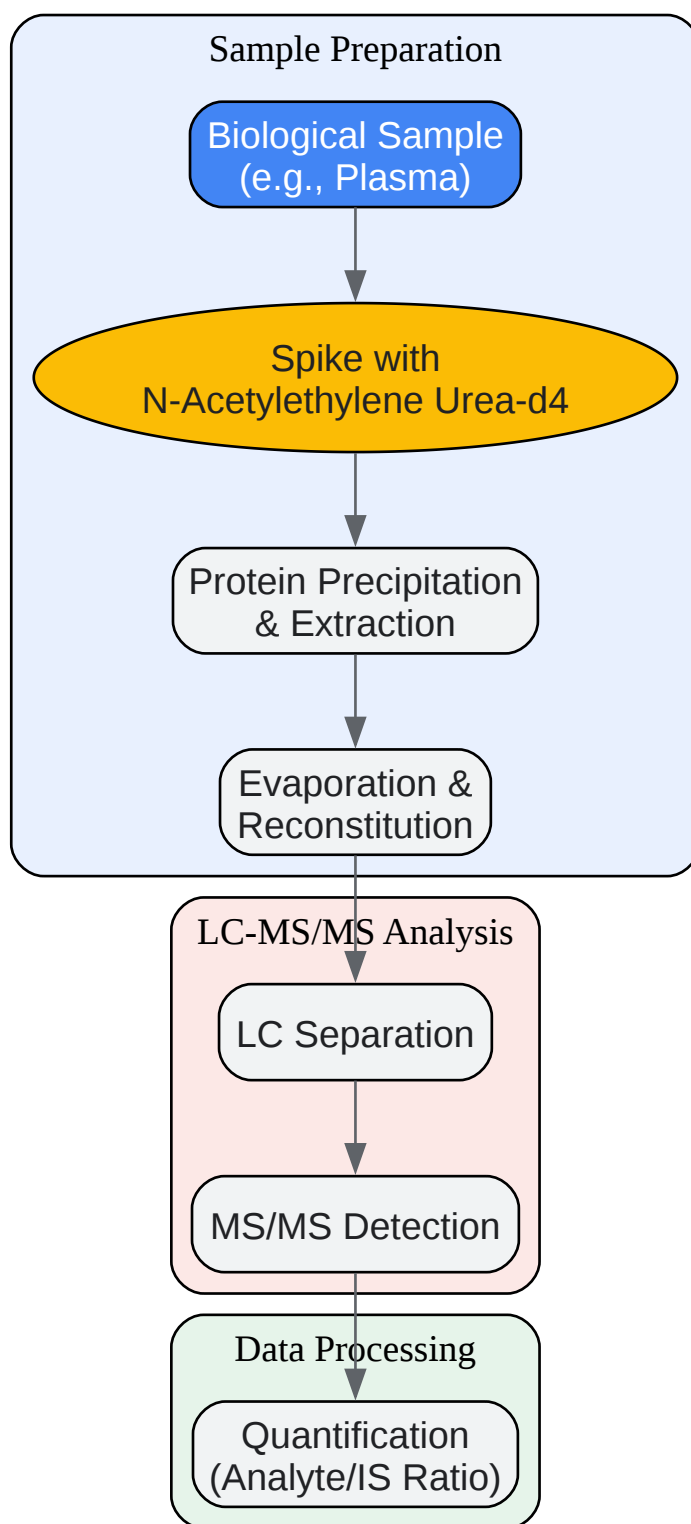 Sample Preparation
Biological Sample
(e.g., Plasma)
Spike with
N-Acetylethylene Urea-d4
Protein Precipitation
& Extraction
Evaporation &
Reconstitution
LC-MS/MS Analysis
LC Separation
MS/MS Detection
Data Processing
Quantification
(Analyte/IS Ratio)